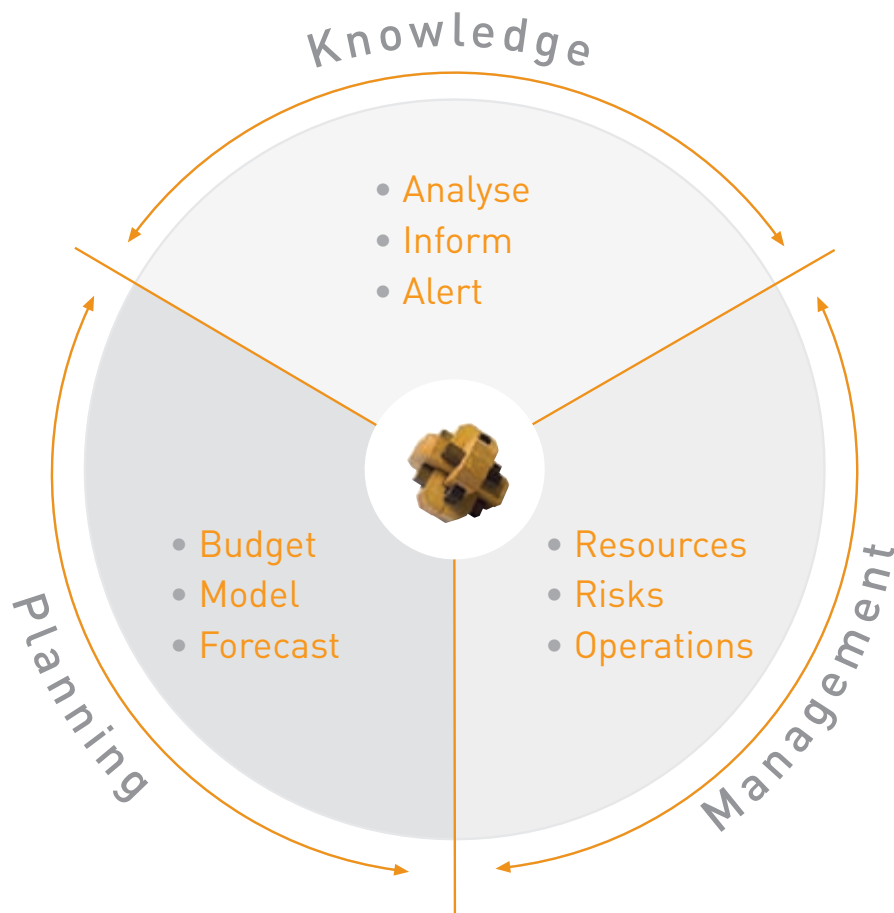 Knowledge
• Analyse
• Inform
• Alert
Planning
• Budget
• Model
• Forecast
Management
• Resources
• Risks
• Operations